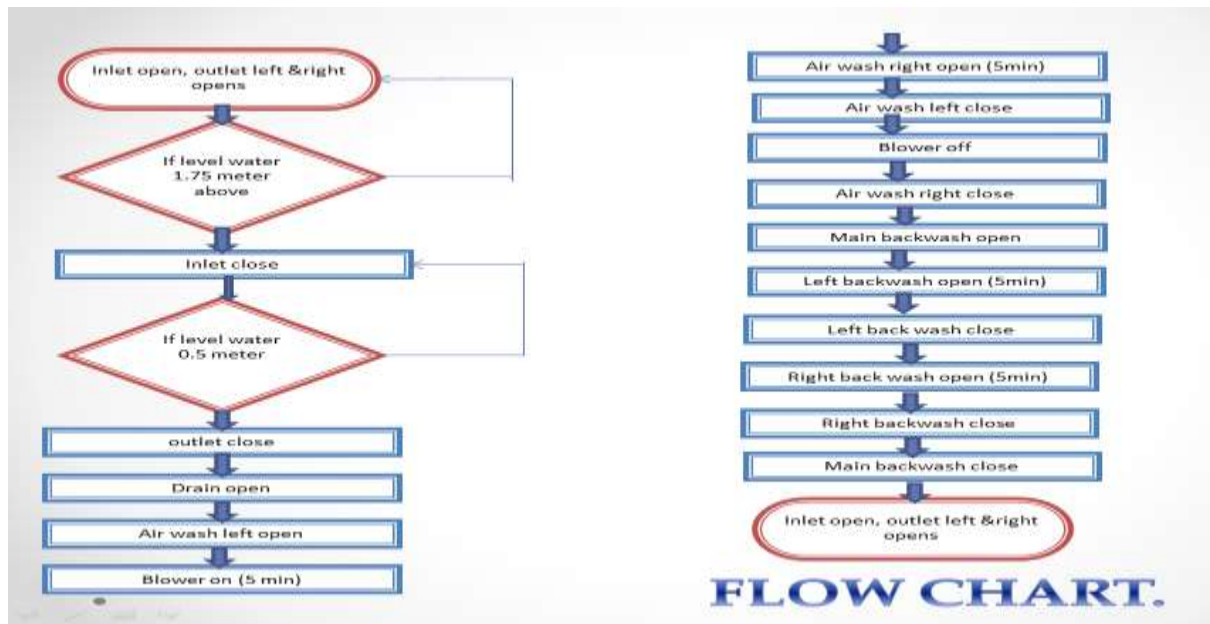 Inlet open, outlet left &right
opens
If level water
1.75 meter
above
Inlet close
If level water
0.5 meter
outlet close
Drain open
Air wash left open
Blower on (5 min)
Air wash right open (5min)
Air wash left close
Blower off
Air wash right close
Main backwash open
Left backwash open (5min)
Left back wash close
Right back wash open (5min)
Right backwash close
Main backwash close
Inlet open, outlet left &right
opens
FLOW CHART.